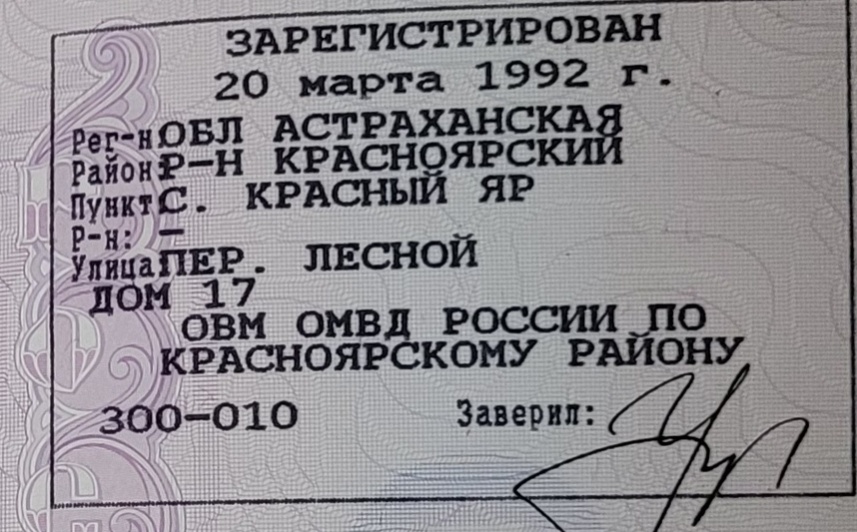 ЗАРЕГИСТРИРОВАН
20 марта 1992 г.
Рег-н ОБЛ АСТРАХАНСКАЯ
Район Р-Н КРАСНОЯРСКИЙ
Пункт С. КРАСНЫЙ ЯР
Р-н: -
Улица ПЕР. ЛЕСНОЙ
ДОМ 17
ОВМ ОМВД РОССИИ ПО
КРАСНОЯРСКОМУ РАЙОНУ
300-010 Заверил: